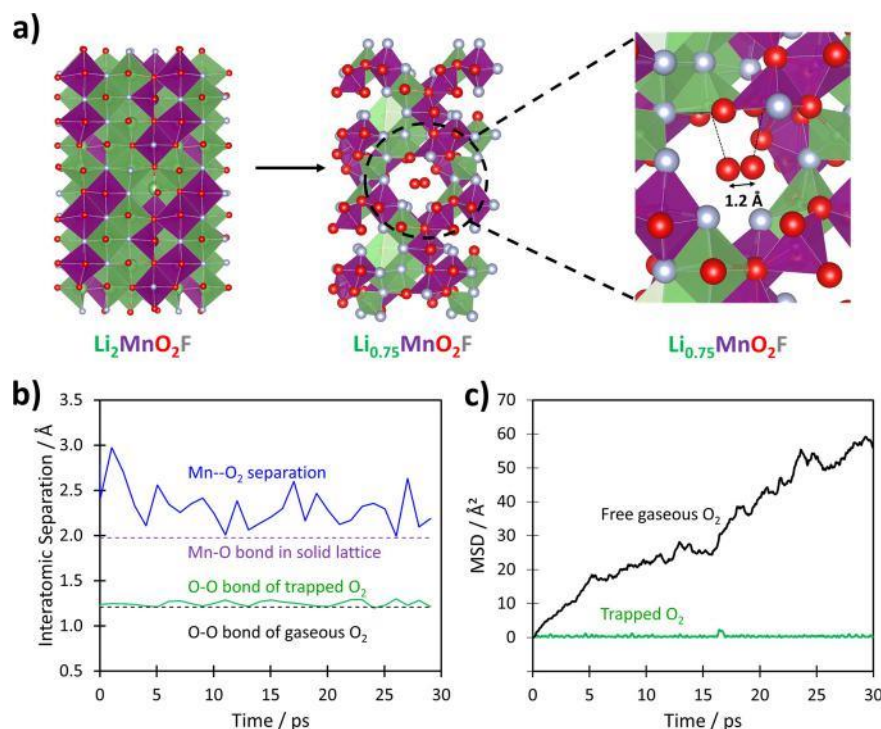 a)
1.2 Å
Li₂MnO₂F
Li₀.₇₅MnO₂F
Li₀.₇₅MnO₂F
b)
Interatomic Separation / Å
3.5
3.0
2.5
2.0
1.5
1.0
0.5
Mn--O₂ separation
Mn-O bond in solid lattice
O-O bond of trapped O₂
O-O bond of gaseous O₂
0 5 10 15 20 25 30
Time / ps
c)
MSD / Å²
70
60
50
40
30
20
10
0
Free gaseous O₂
Trapped O₂
0 5 10 15 20 25 30
Time / ps